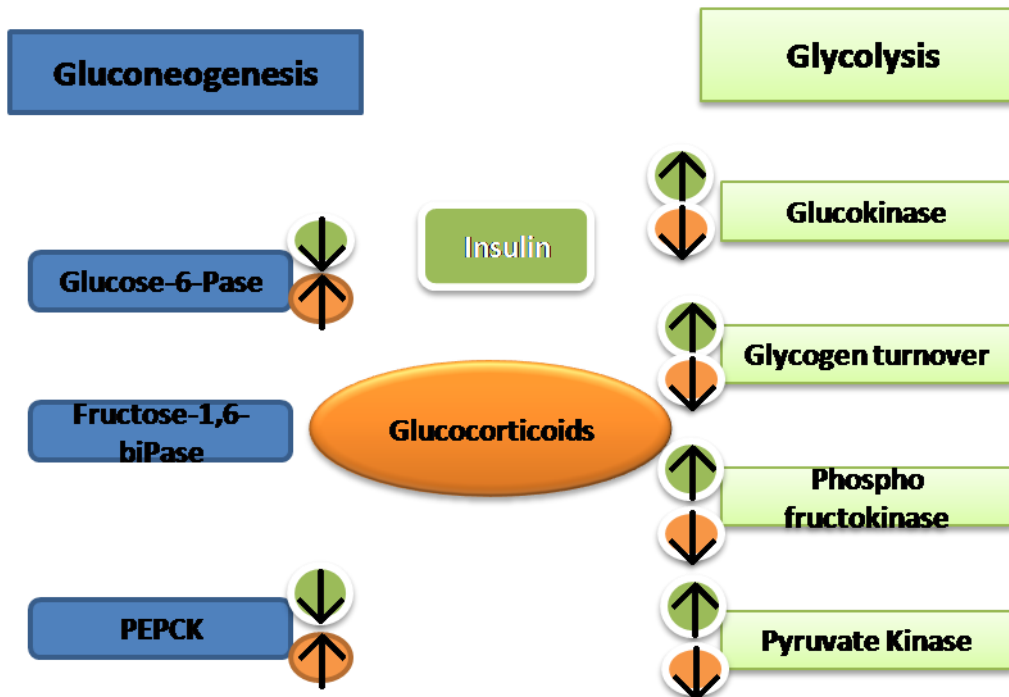 Gluconeogenesis
Glycolysis
Glucokinase
Insulin
Glucose-6-Pase
Glycogen turnover
Fructose-1,6-
biPase
Glucocorticoids
Phospho
fructokinase
PEPCK
Pyruvate Kinase